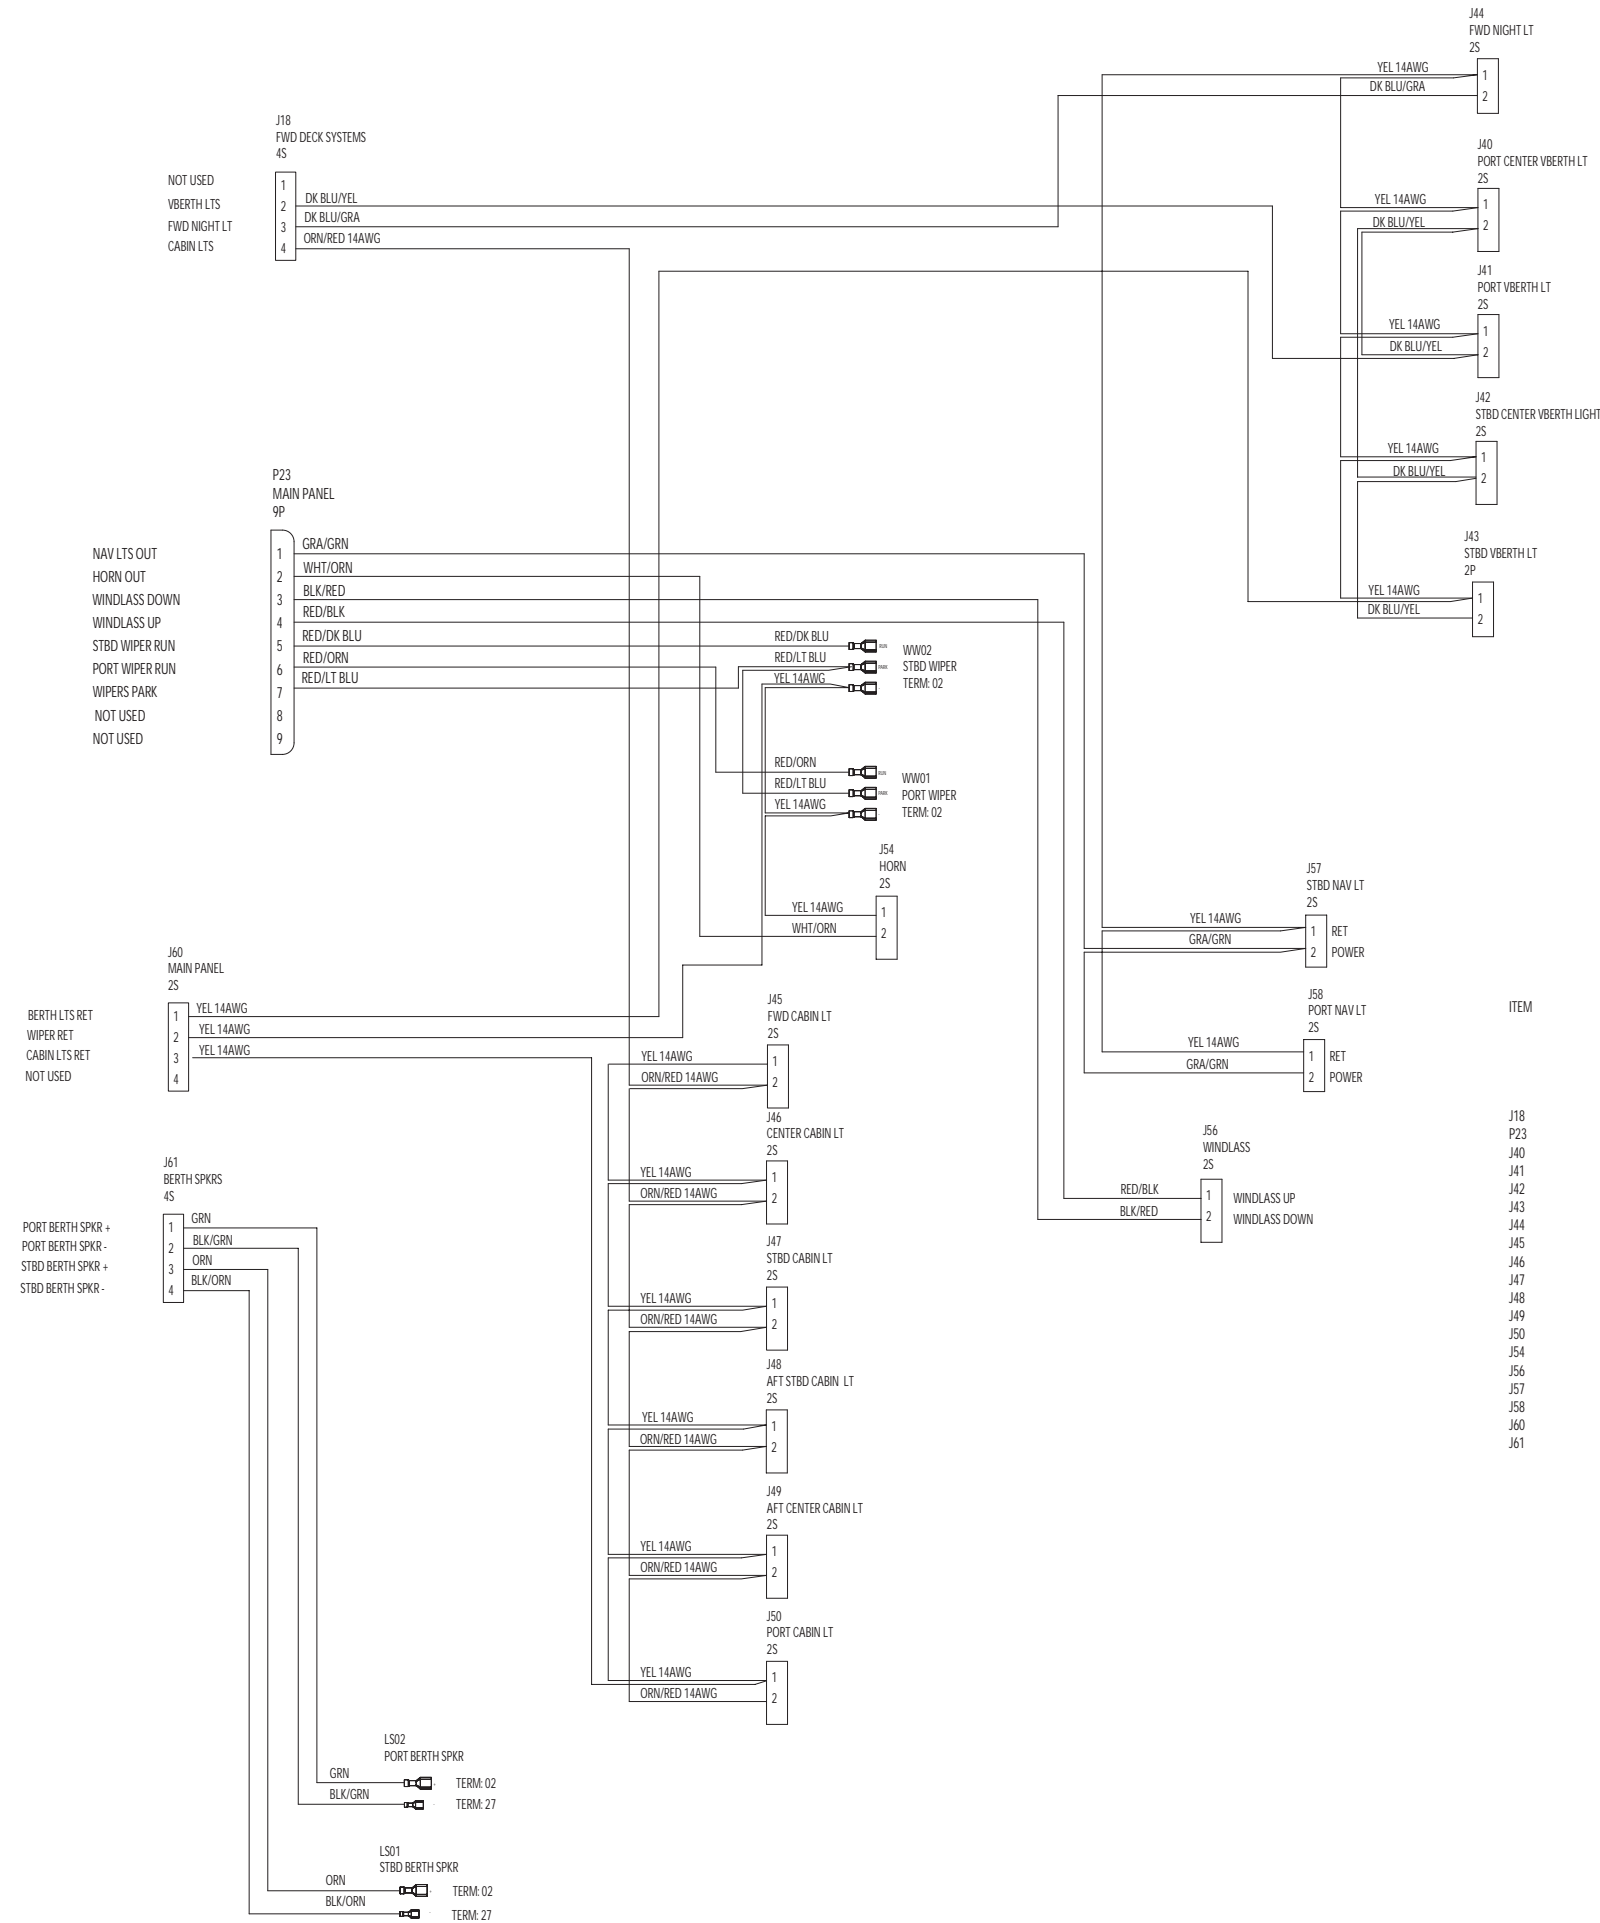 J44
FWD NIGHT LT
2S
YEL 14AWG
1
DK BLU/GRA
2
J18
FWD DECK SYSTEMS
4S
NOT USED
1
VBERTH LTS
2
DK BLU/YEL
FWD NIGHT LT
3
DK BLU/GRA
CABIN LTS
4
ORN/RED 14AWG
J40
PORT CENTER VBERTH LT
2S
YEL 14AWG
1
DK BLU/YEL
2
J41
PORT VBERTH LT
2S
YEL 14AWG
1
DK BLU/YEL
2
J42
STBD CENTER VBERTH LIGHT
2S
YEL 14AWG
1
DK BLU/YEL
2
J43
STBD VBERTH LT
2P
YEL 14AWG
1
DK BLU/YEL
2
P23
MAIN PANEL
9P
NAV LTS OUT
1
GRA/GRN
HORN OUT
2
WHT/ORN
WINDLASS DOWN
3
BLK/RED
WINDLASS UP
4
RED/BLK
STBD WIPER RUN
5
RED/DK BLU
PORT WIPER RUN
6
RED/ORN
WIPERS PARK
7
RED/LT BLU
NOT USED
8
NOT USED
9
RED/DK BLU
RUN
WW02
RED/LT BLU
PARK
STBD WIPER
YEL 14AWG
TERM: 02
RED/ORN
RUN
WW01
RED/LT BLU
PARK
PORT WIPER
YEL 14AWG
TERM: 02
J54
HORN
2S
YEL 14AWG
1
WHT/ORN
2
J57
STBD NAV LT
2S
YEL 14AWG
1
RET
GRA/GRN
2
POWER
J58
PORT NAV LT
2S
YEL 14AWG
1
RET
GRA/GRN
2
POWER
J60
MAIN PANEL
2S
BERTH LTS RET
1
YEL 14AWG
WIPER RET
2
YEL 14AWG
CABIN LTS RET
3
YEL 14AWG
NOT USED
4
J45
FWD CABIN LT
2S
YEL 14AWG
1
ORN/RED 14AWG
2
J46
CENTER CABIN LT
2S
YEL 14AWG
1
ORN/RED 14AWG
2
J47
STBD CABIN LT
2S
YEL 14AWG
1
ORN/RED 14AWG
2
J48
AFT STBD CABIN LT
2S
YEL 14AWG
1
ORN/RED 14AWG
2
J49
AFT CENTER CABIN LT
2S
YEL 14AWG
1
ORN/RED 14AWG
2
J50
PORT CABIN LT
2S
YEL 14AWG
1
ORN/RED 14AWG
2
J56
WINDLASS
2S
RED/BLK
1
WINDLASS UP
BLK/RED
2
WINDLASS DOWN
J61
BERTH SPKRS
4S
PORT BERTH SPKR +
1
GRN
PORT BERTH SPKR -
2
BLK/GRN
STBD BERTH SPKR +
3
ORN
STBD BERTH SPKR -
4
BLK/ORN
LS02
PORT BERTH SPKR
GRN
TERM: 02
BLK/GRN
TERM: 27
LS01
STBD BERTH SPKR
ORN
TERM: 02
BLK/ORN
TERM: 27
ITEM
J18
P23
J40
J41
J42
J43
J44
J45
J46
J47
J48
J49
J50
J54
J56
J57
J58
J60
J61